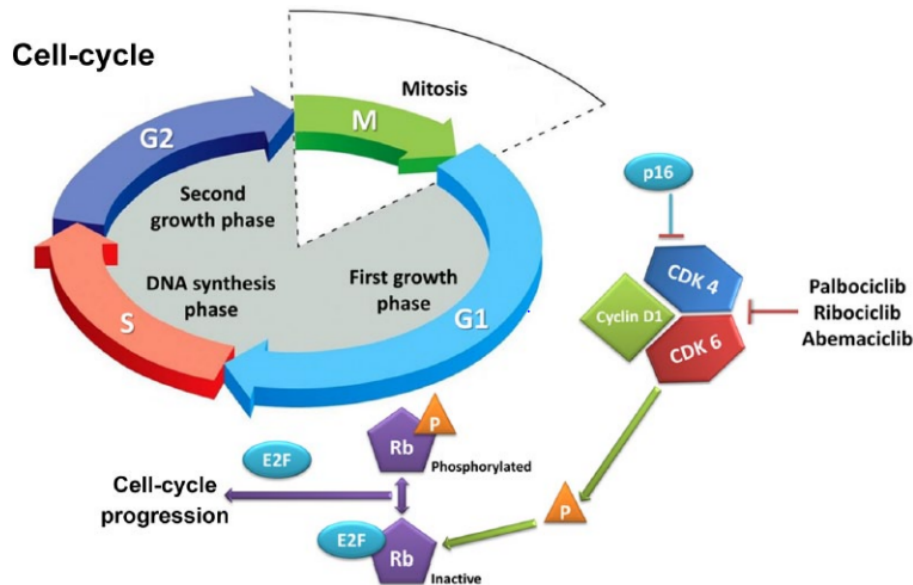 Cell-cycle
Mitosis
M
G2
Second
growth phase
p16
DNA synthesis
phase
First growth
phase
S
G1
CDK 4
Cyclin D1
CDK 6
Palbociclib
Ribociclib
Abemaciclib
P
Rb
Phosphorylated
E2F
Cell-cycle
progression
P
E2F
Rb
Inactive